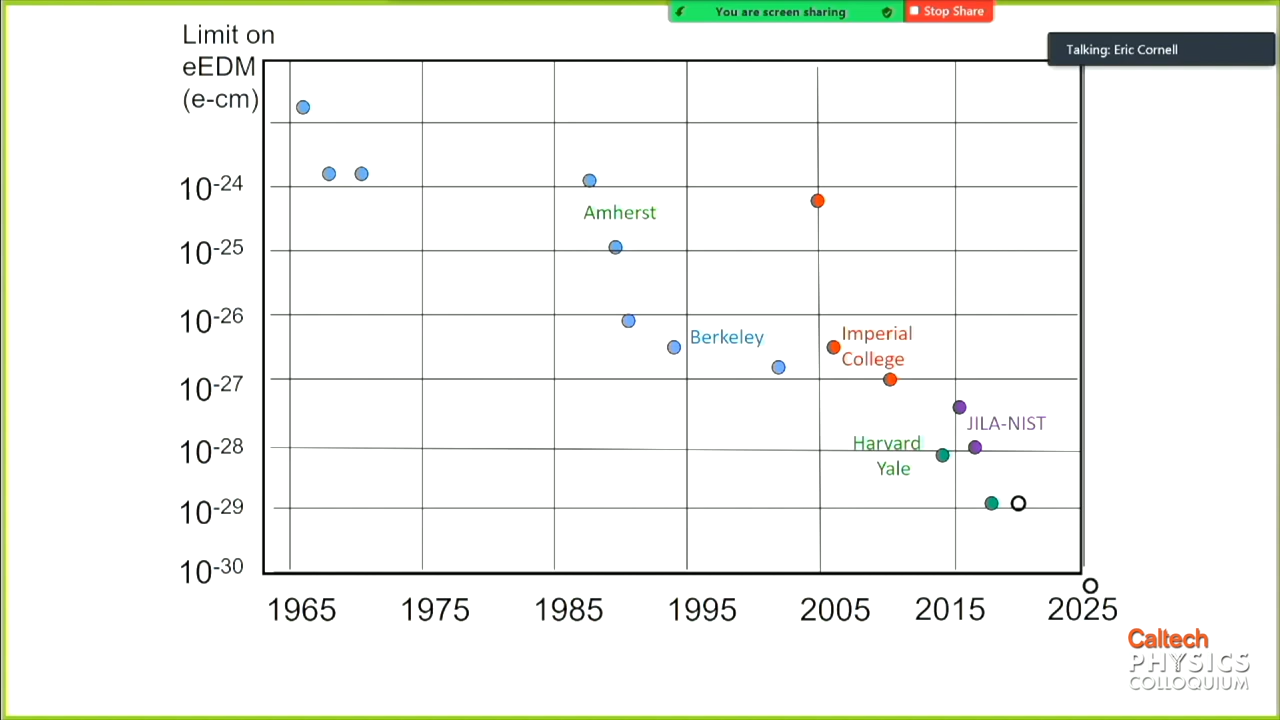 You are screen sharing
Stop Share
Talking: Eric Cornell
Limit on
eEDM
(e-cm)
10-24
10-25
10-26
10-27
10-28
10-29
10-30
Amherst
Berkeley
Imperial
College
JILA-NIST
Harvard
Yale
1965 1975 1985 1995 2005 2015 2025
Caltech
PHYSICS
COLLOQUIUM